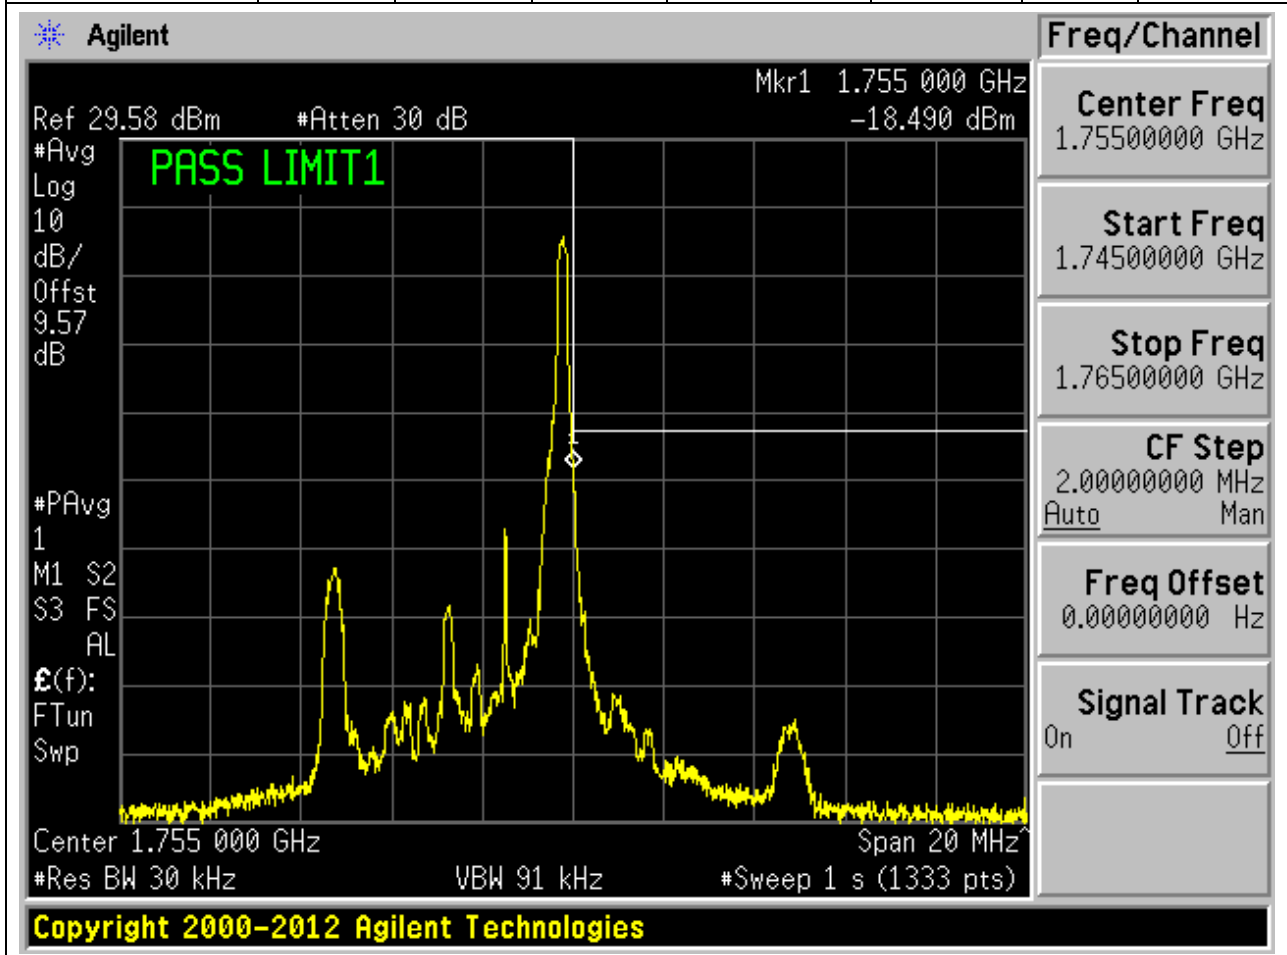 Agilent
Freq/Channel
Mkr1 1.755 000 GHz
Ref 29.58 dBm #Atten 30 dB -18.490 dBm
#Avg
Log
10
dB/
Offst
9.57
dB
PASS LIMIT1
1
#PAvg
1
M1 S2
S3 FS
AL
£(f):
FTun
Swp
Center 1.755 000 GHz Span 20 MHz^
#Res BW 30 kHz VBW 91 kHz #Sweep 1 s (1333 pts)
Center Freq
1.75500000 GHz
Start Freq
1.74500000 GHz
Stop Freq
1.76500000 GHz
CF Step
2.00000000 MHz
Auto Man
Freq Offset
0.00000000 Hz
Signal Track
On Off
Copyright 2000-2012 Agilent Technologies